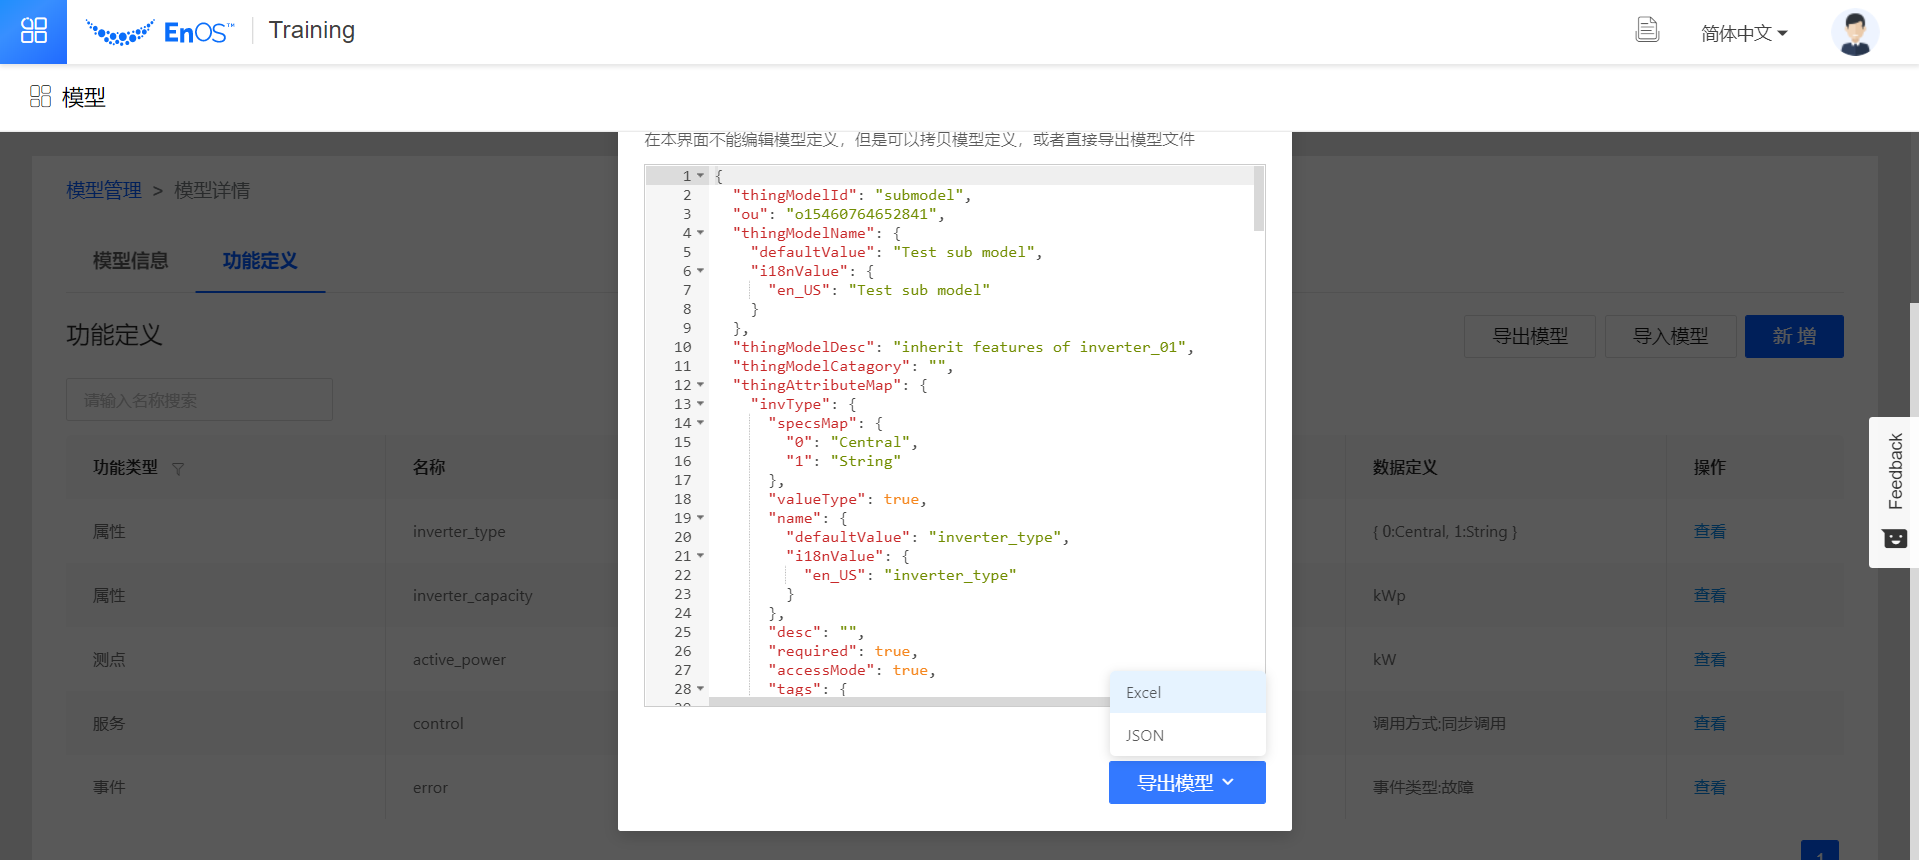 EnOS™ Training
简体中文
模型
在本界面不能编辑模型定义，但是可以拷贝模型定义，或者直接导出模型文件
模型管理 > 模型详情
模型信息 功能定义
功能定义
导出模型 导入模型 新 增
请输入名称搜索
功能类型 名称 数据定义 操作
属性 inverter_type { 0:Central, 1:String } 查看
属性 inverter_capacity kWp 查看
测点 active_power kW 查看
服务 control 调用方式:同步调用 查看
事件 error 事件类型:故障 查看
1 {
2 "thingModelId": "submodel",
3 "ou": "o15460764652841",
4 "thingModelName": {
5 "defaultValue": "Test sub model",
6 "i18nValue": {
7 "en_US": "Test sub model"
8 }
9 },
10 "thingModelDesc": "inherit features of inverter_01",
11 "thingModelCatagory": "",
12 "thingAttributeMap": {
13 "invType": {
14 "specsMap": {
15 "0": "Central",
16 "1": "String"
17 },
18 "valueType": true,
19 "name": {
20 "defaultValue": "inverter_type",
21 "i18nValue": {
22 "en_US": "inverter_type"
23 }
24 },
25 "desc": "",
26 "required": true,
27 "accessMode": true,
28 "tags": {
29
Excel
JSON
导出模型
Feedback
1